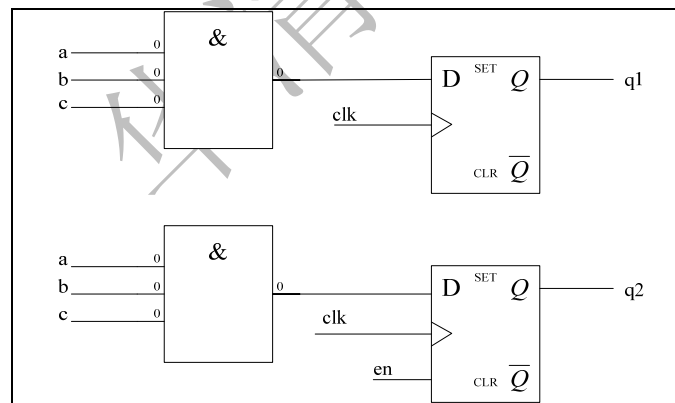 &
a 0
b 0 0
c 0
D SET Q q1
clk
CLR Q̅
&
a 0
b 0 0
c 0
D SET Q q2
clk
en
CLR Q̅